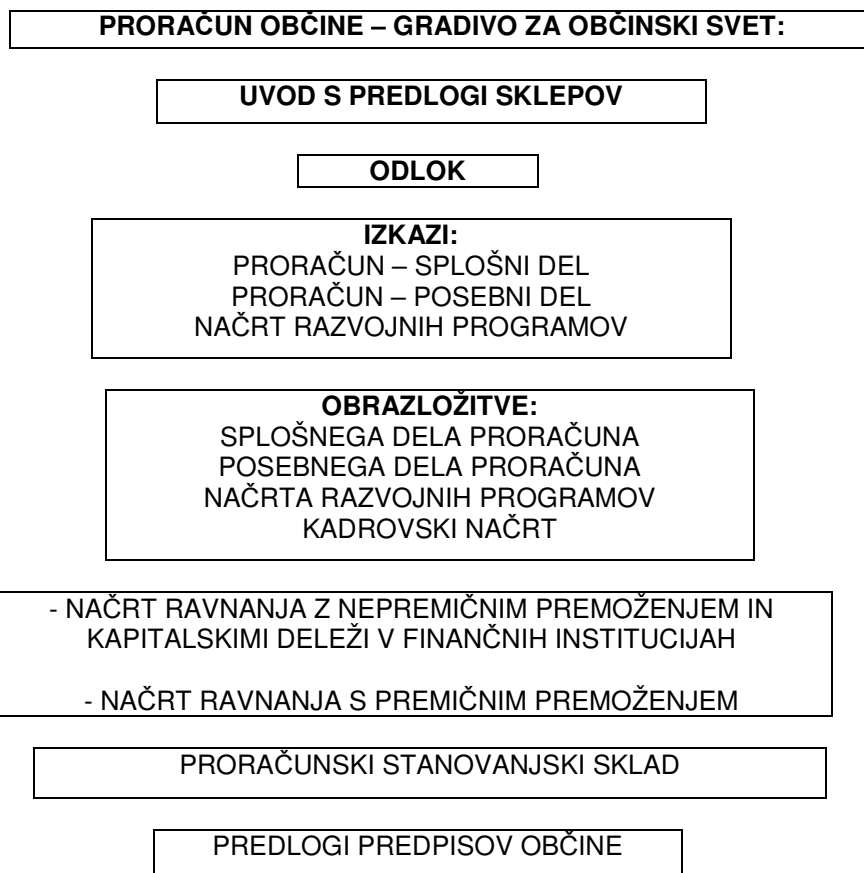 PRORAČUN OBČINE – GRADIVO ZA OBČINSKI SVET:
UVOD S PREDLOGI SKLEPOV
ODLOK
IZKAZI:
PRORAČUN – SPLOŠNI DEL
PRORAČUN – POSEBNI DEL
NAČRT RAZVOJNIH PROGRAMOV
OBRAZLOŽITVE:
SPLOŠNEGA DELA PRORAČUNA
POSEBNEGA DELA PRORAČUNA
NAČRTA RAZVOJNIH PROGRAMOV
KADROVSKI NAČRT
- NAČRT RAVNANJA Z NEPREMIČNIM PREMOŽENJEM IN
KAPITALSKIMI DELEŽI V FINANČNIH INSTITUCIJAH
- NAČRT RAVNANJA S PREMIČNIM PREMOŽENJEM
PRORAČUNSKI STANOVANJSKI SKLAD
PREDLOGI PREDPISOV OBČINE